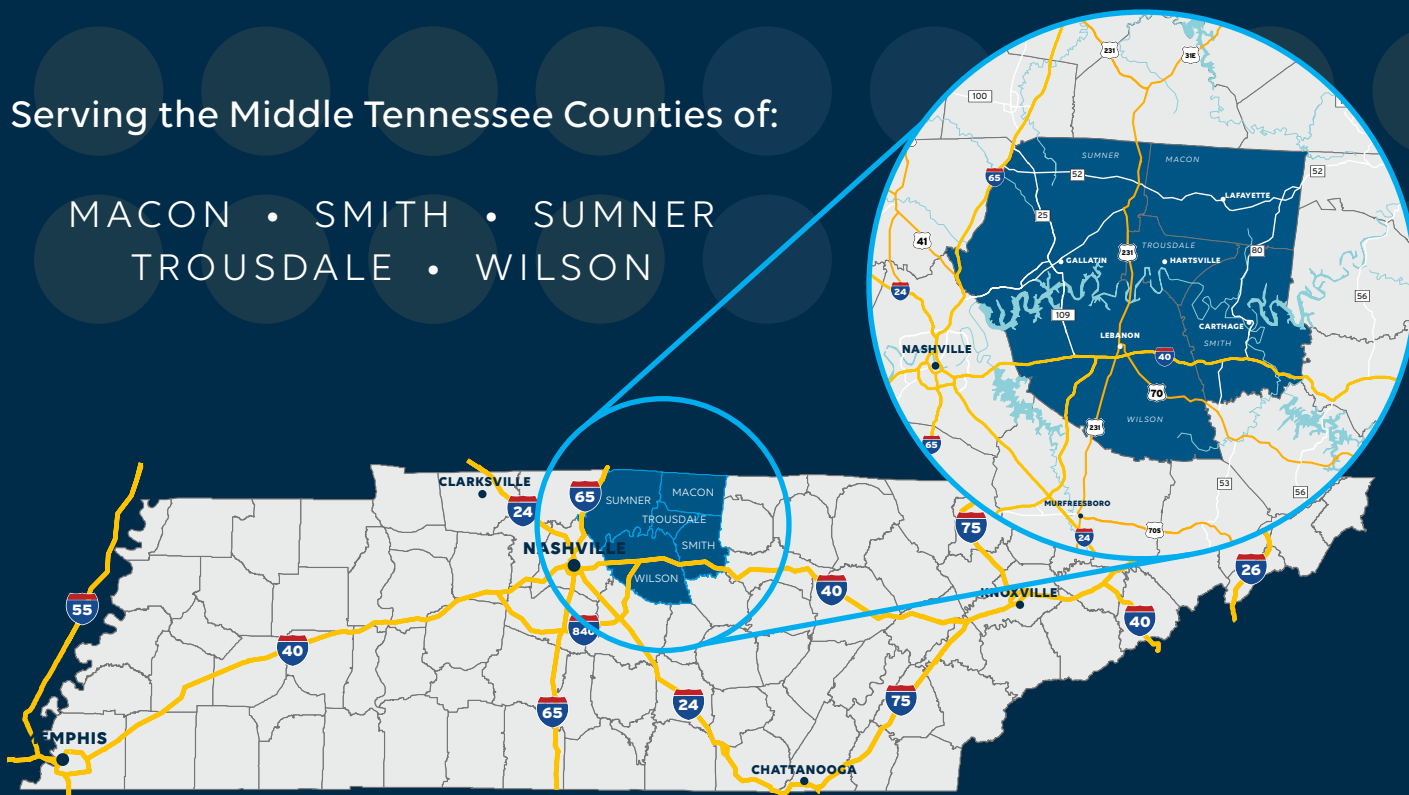 Serving the Middle Tennessee Counties of:
MACON • SMITH • SUMNER
TROUSDALE • WILSON
231
31E
100
SUMNER
MACON
65
52
52
LAFAYETTE
25
41
231
TROUSDALE
80
GALLATIN
HARTSVILLE
24
56
109
CARTHAGE
LEBANON
SMITH
NASHVILLE
40
70
WILSON
231
65
53
56
MURFREESBORO
70S
24
CLARKSVILLE
24
65
SUMNER
MACON
TROUSDALE
75
NASHVILLE
SMITH
WILSON
26
40
KNOXVILLE
55
840
40
40
65
24
75
EMPHIS
CHATTANOOGA